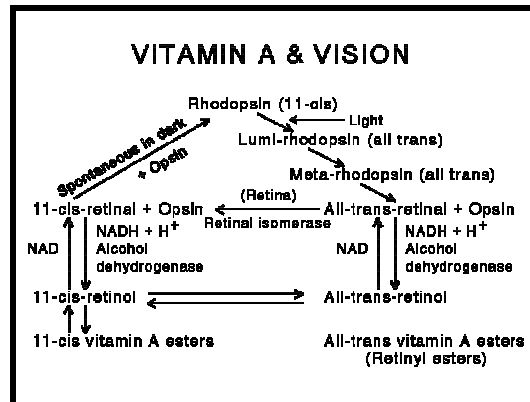 VITAMIN A & VISION
Rhodopsin (11-cis)
Light
Lumi-rhodopsin (all trans)
Spontaneous in dark
+ Opsin
Meta-rhodopsin (all trans)
(Retina)
11-cis-retinal + Opsin
Retinal isomerase
All-trans-retinal + Opsin
NADH + H+
NAD
Alcohol
dehydrogenase
NADH + H+
NAD
Alcohol
dehydrogenase
11-cis-retinol
All-trans-retinol
11-cis vitamin A esters
All-trans vitamin A esters
(Retinyl esters)